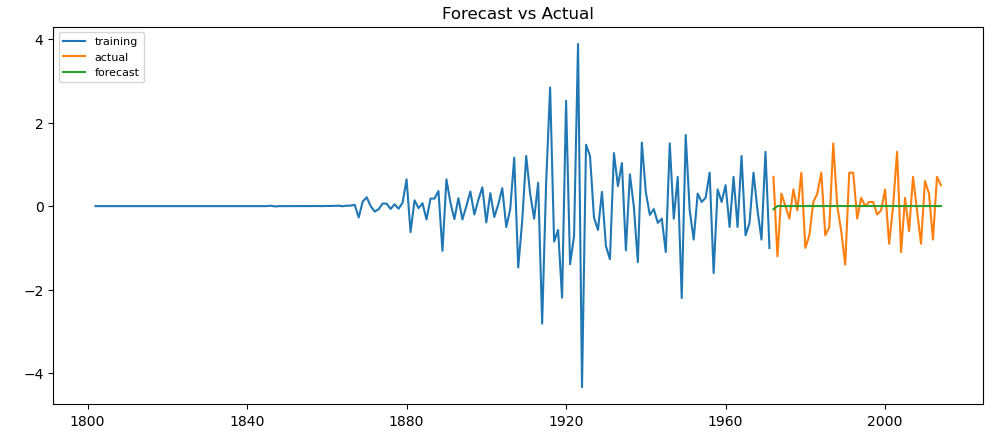 Forecast vs Actual
training
actual
forecast
4
2
0
−2
−4
1800 1840 1880 1920 1960 2000